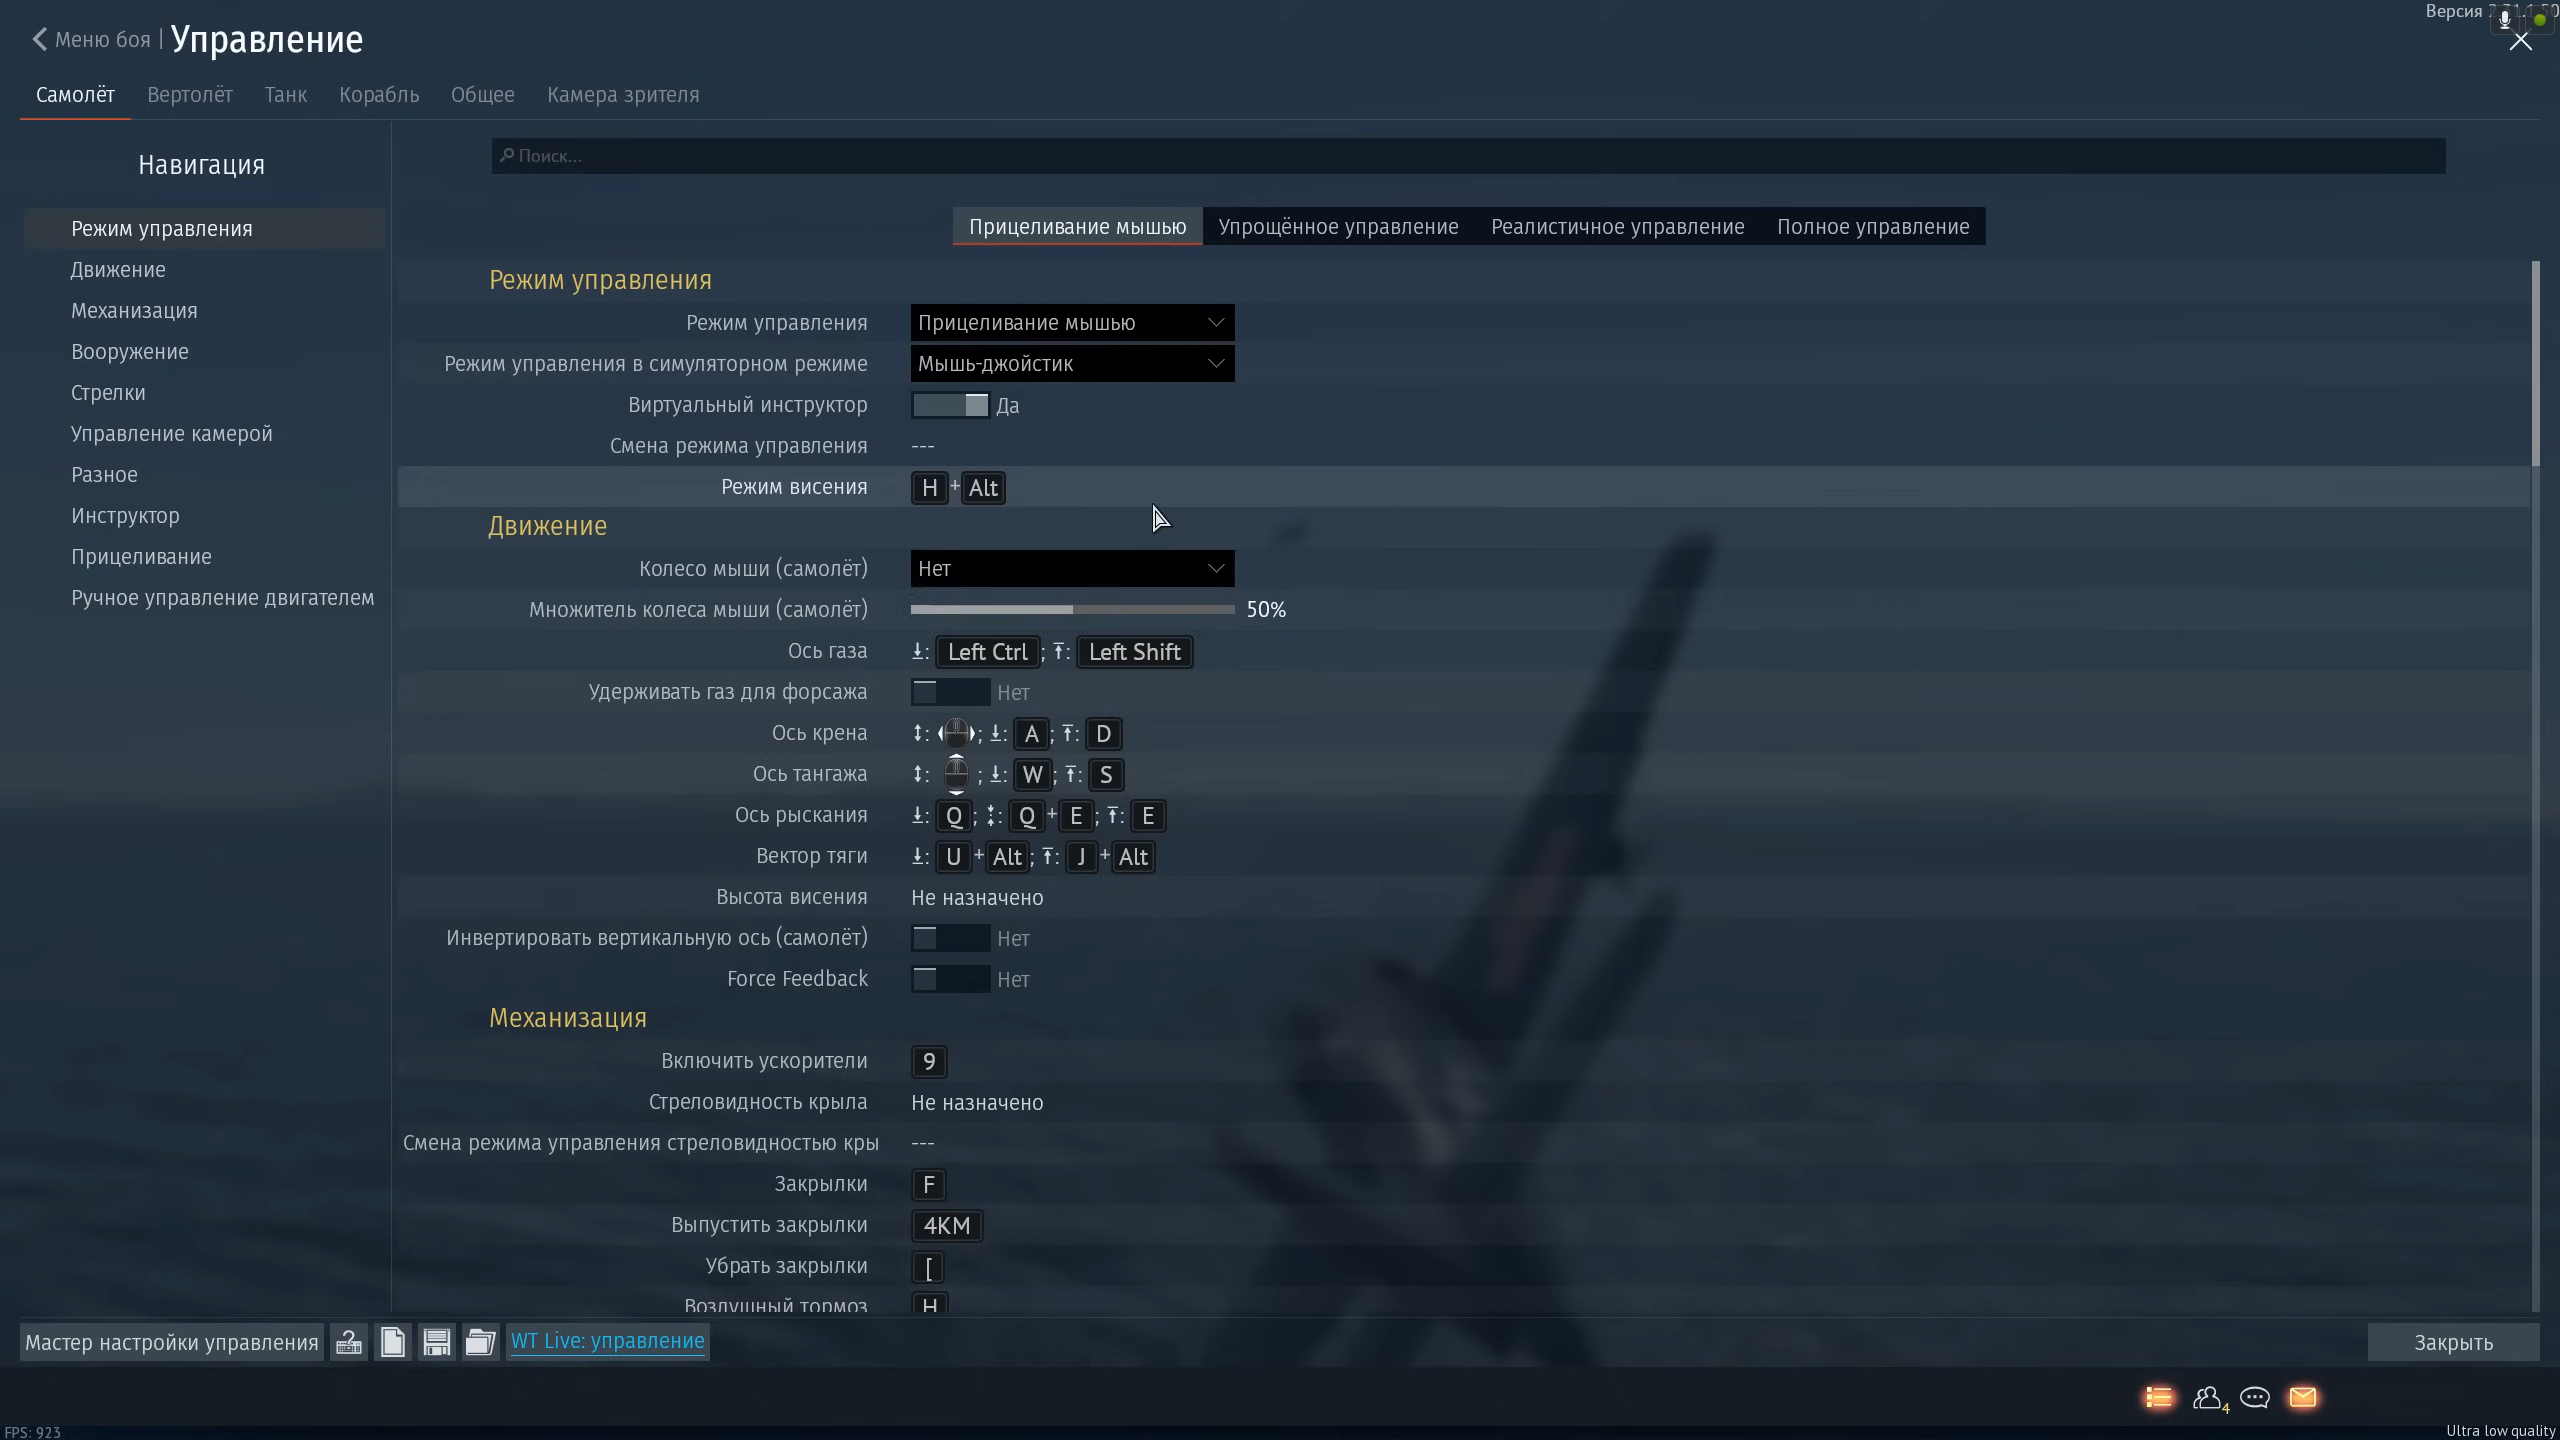 Версия
Меню боя | Управление
Самолёт Вертолёт Танк Корабль Общее Камера зрителя
Навигация
Режим управления
Движение
Механизация
Вооружение
Стрелки
Управление камерой
Разное
Инструктор
Прицеливание
Ручное управление двигателем
Поиск...
Прицеливание мышью Упрощённое управление Реалистичное управление Полное управление
Режим управления
Режим управления Прицеливание мышью
Режим управления в симуляторном режиме Мышь-джойстик
Виртуальный инструктор Да
Смена режима управления ---
Режим висения H + Alt
Движение
Колесо мыши (самолёт) Нет
Множитель колеса мыши (самолёт) 50%
Ось газа Left Ctrl ; Left Shift
Удерживать газ для форсажа Нет
Ось крена ; A ; D
Ось тангажа ; W ; S
Ось рыскания Q ; Q + E ; E
Вектор тяги U + Alt ; J + Alt
Высота висения Не назначено
Инвертировать вертикальную ось (самолёт) Нет
Force Feedback Нет
Механизация
Включить ускорители 9
Стреловидность крыла Не назначено
Смена режима управления стреловидностью кры ---
Закрылки F
Выпустить закрылки 4KM
Убрать закрылки [
Воздушный тормоз H
Мастер настройки управления WT Live: управление Закрыть
4
FPS: 923 Ultra low quality